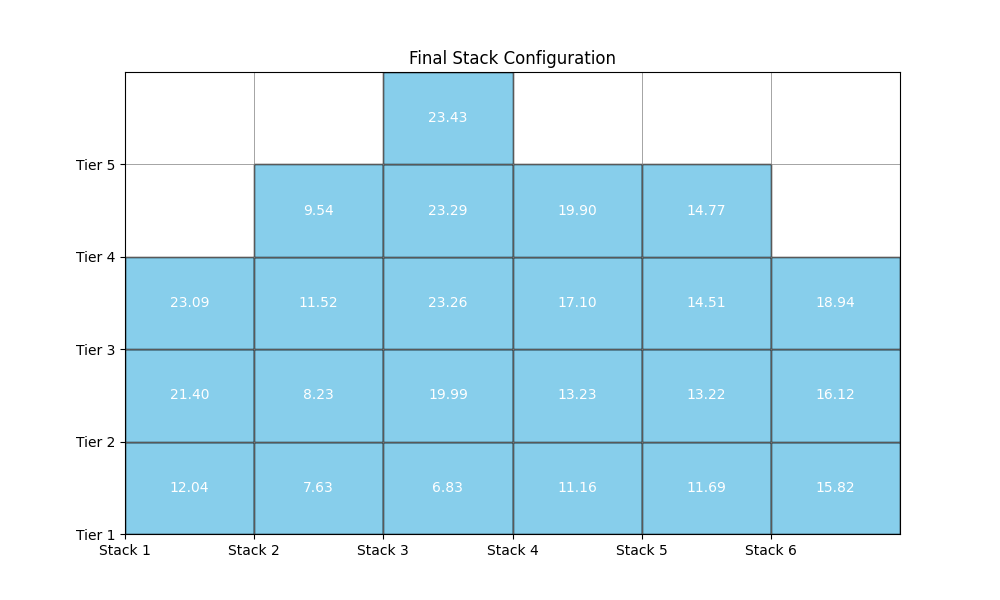 Final Stack Configuration
23.43
Tier 5
9.54 23.29 19.90 14.77
Tier 4
23.09 11.52 23.26 17.10 14.51 18.94
Tier 3
21.40 8.23 19.99 13.23 13.22 16.12
Tier 2
12.04 7.63 6.83 11.16 11.69 15.82
Tier 1
Stack 1 Stack 2 Stack 3 Stack 4 Stack 5 Stack 6